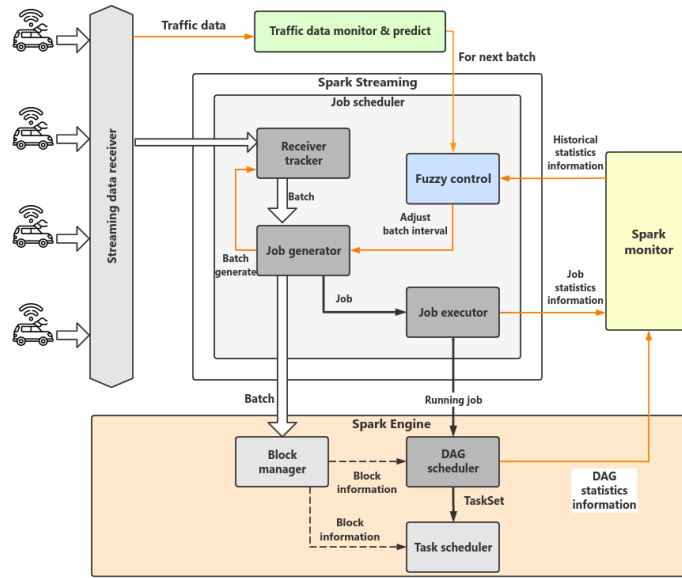 Traffic data
Traffic data monitor & predict
For next batch
Spark Streaming
Job scheduler
Streaming data receiver
Receiver
tracker
Fuzzy control
Historical
statistics
information
Batch
Adjust
batch interval
Spark
monitor
Job generator
Batch
generate
Job
Job executor
Job
statistics
information
Batch
Running job
Spark Engine
Block
manager
Block
information
DAG
scheduler
DAG
statistics
information
TaskSet
Block
information
Task scheduler